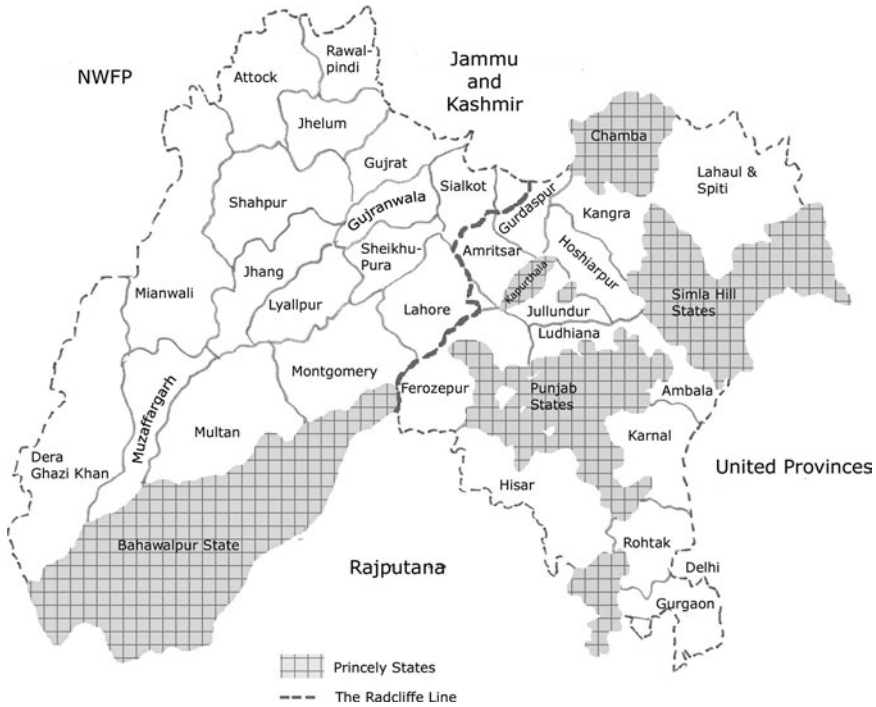 NWFP
Jammu
and
Kashmir
Rawal-
pindi
Attock
Jhelum
Gujrat
Chamba
Lahaul &
Spiti
Shahpur
Gujranwala
Sialkot
Gurdaspur
Kangra
Mianwali
Jhang
Sheikhu-
Pura
Amritsar
Hoshiarpur
Kapurthala
Simla Hill
States
Lyallpur
Lahore
Jullundur
Ludhiana
Muzaffargarh
Montgomery
Ferozepur
Punjab
States
Ambala
Multan
Karnal
Dera
Ghazi Khan
United Provinces
Hisar
Bahawalpur State
Rajputana
Rohtak
Delhi
Gurgaon
Princely States
The Radcliffe Line